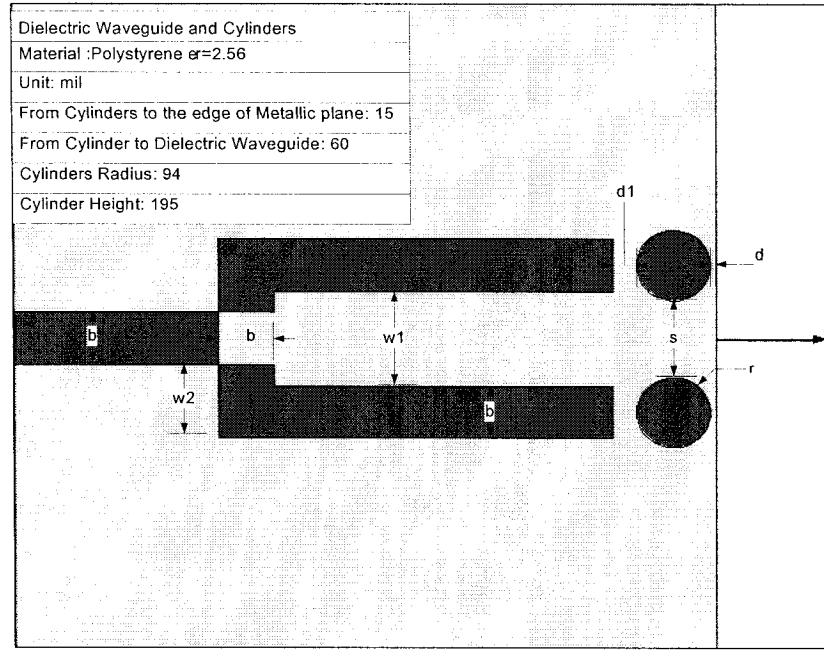 Dielectric Waveguide and Cylinders
Material :Polystyrene er=2.56
Unit: mil
From Cylinders to the edge of Metallic plane: 15
From Cylinder to Dielectric Waveguide: 60
Cylinders Radius: 94
Cylinder Height: 195
d1
d
b
b
w1
s
r
w2
b